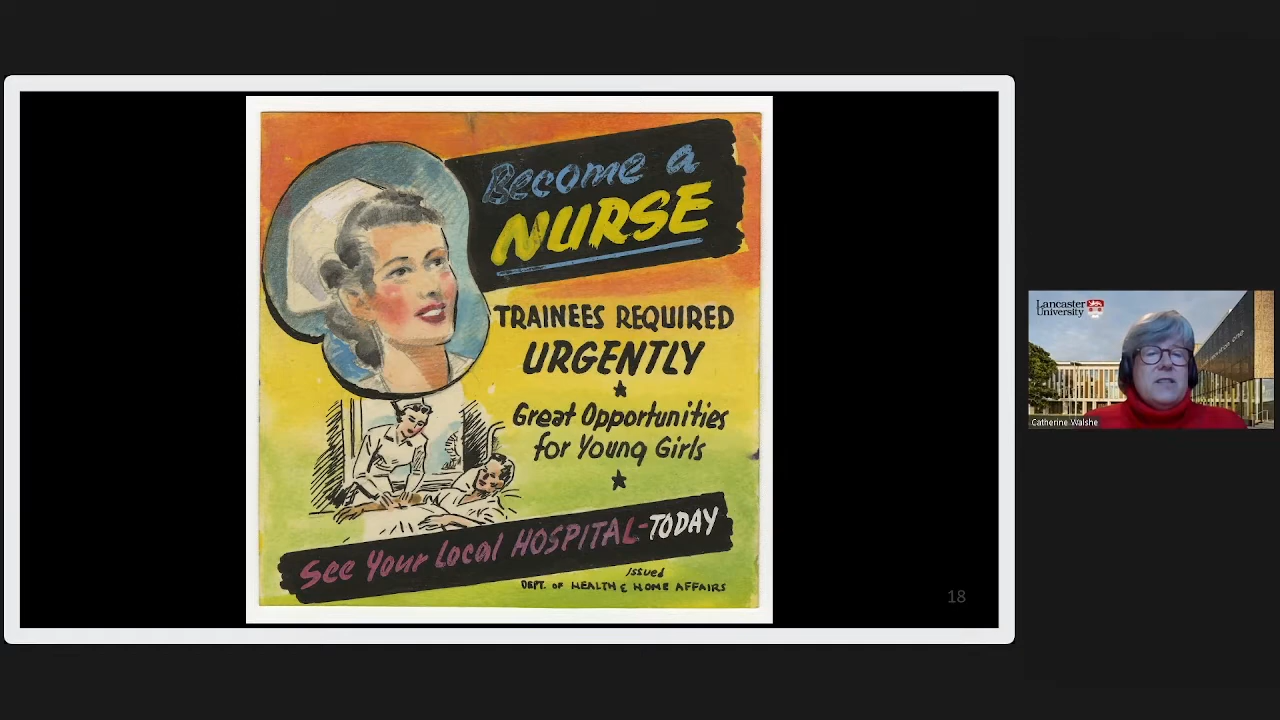 Become a
NURSE
TRAINEES REQUIRED
URGENTLY
Great Opportunities
for Young Girls
See Your Local HOSPITAL-TODAY
issued
DEPT. OF HEALTH & HOME AFFAIRS
18
Lancaster
University
Catherine Walshe